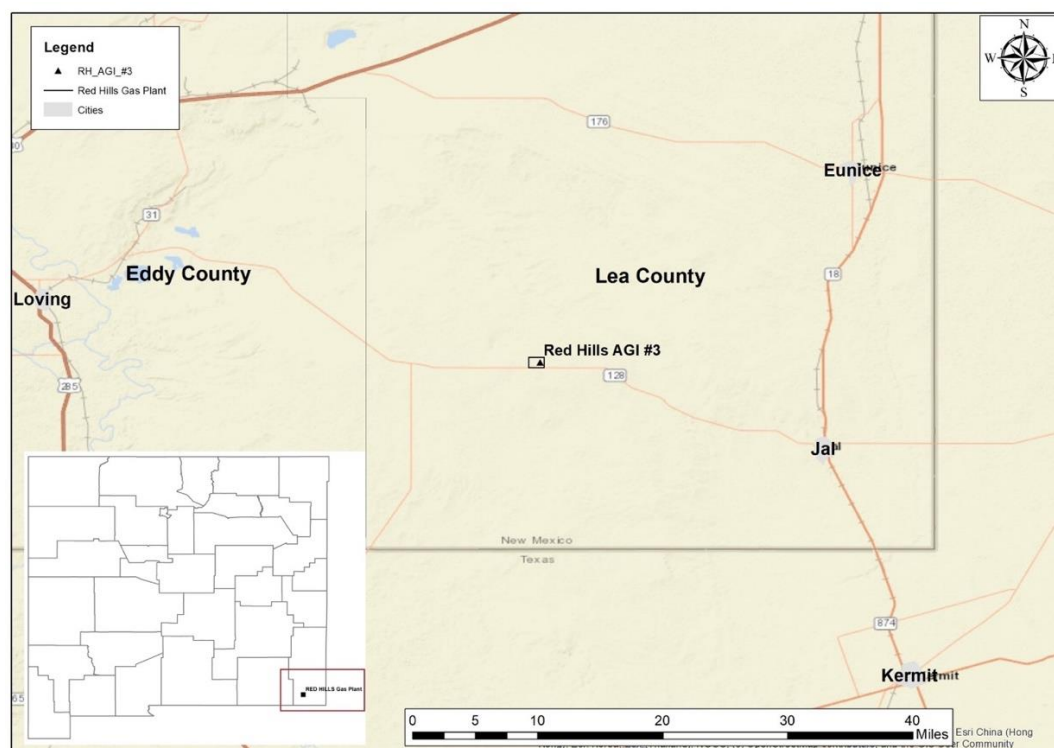 Legend
RH_AGI_#3
Red Hills Gas Plant
Cities
N
W
S
176
Eunice
31
Eddy County
Lea County
18
Loving
Red Hills AGI #3
285
128
Jal
New Mexico
Texas
874
Kermit
RED HILLS Gas Plant
0 5 10 20 30 40
Miles
Esri China (Hong
User Community